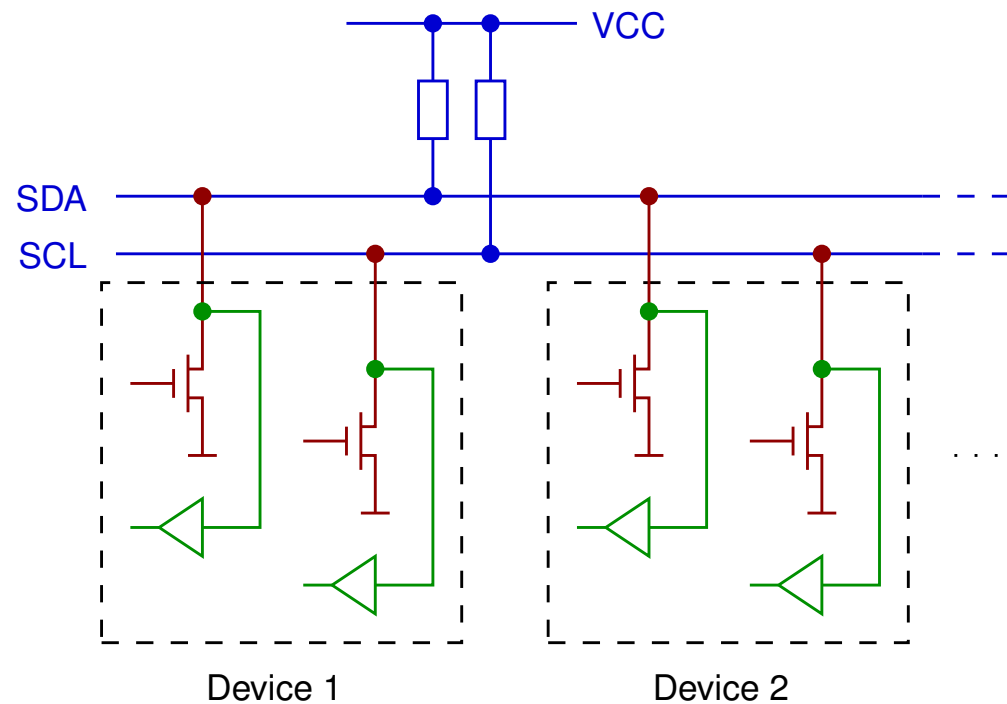 VCC
SDA
SCL
. . .
Device 1
Device 2